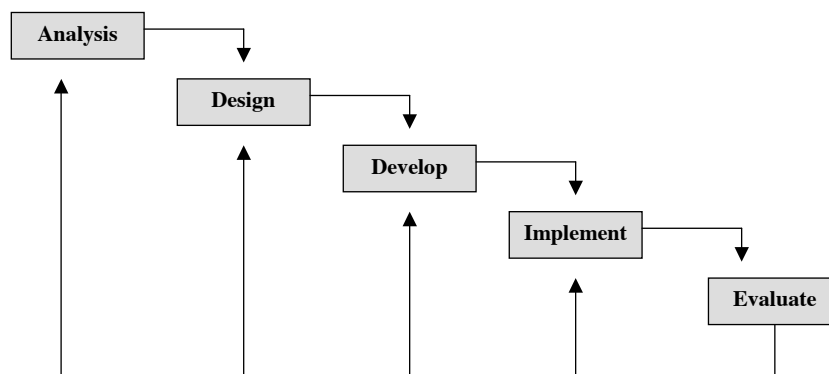 Analysis
Design
Develop
Implement
Evaluate